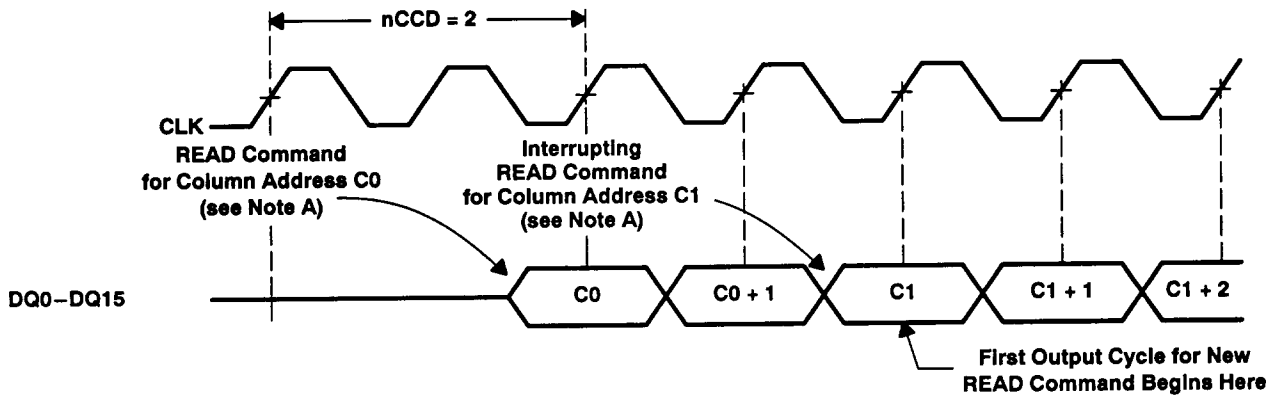 nCCD = 2
CLK
READ Command
for Column Address C0
(see Note A)
Interrupting
READ Command
for Column Address C1
(see Note A)
DQ0–DQ15
C0
C0 + 1
C1
C1 + 1
C1 + 2
First Output Cycle for New
READ Command Begins Here